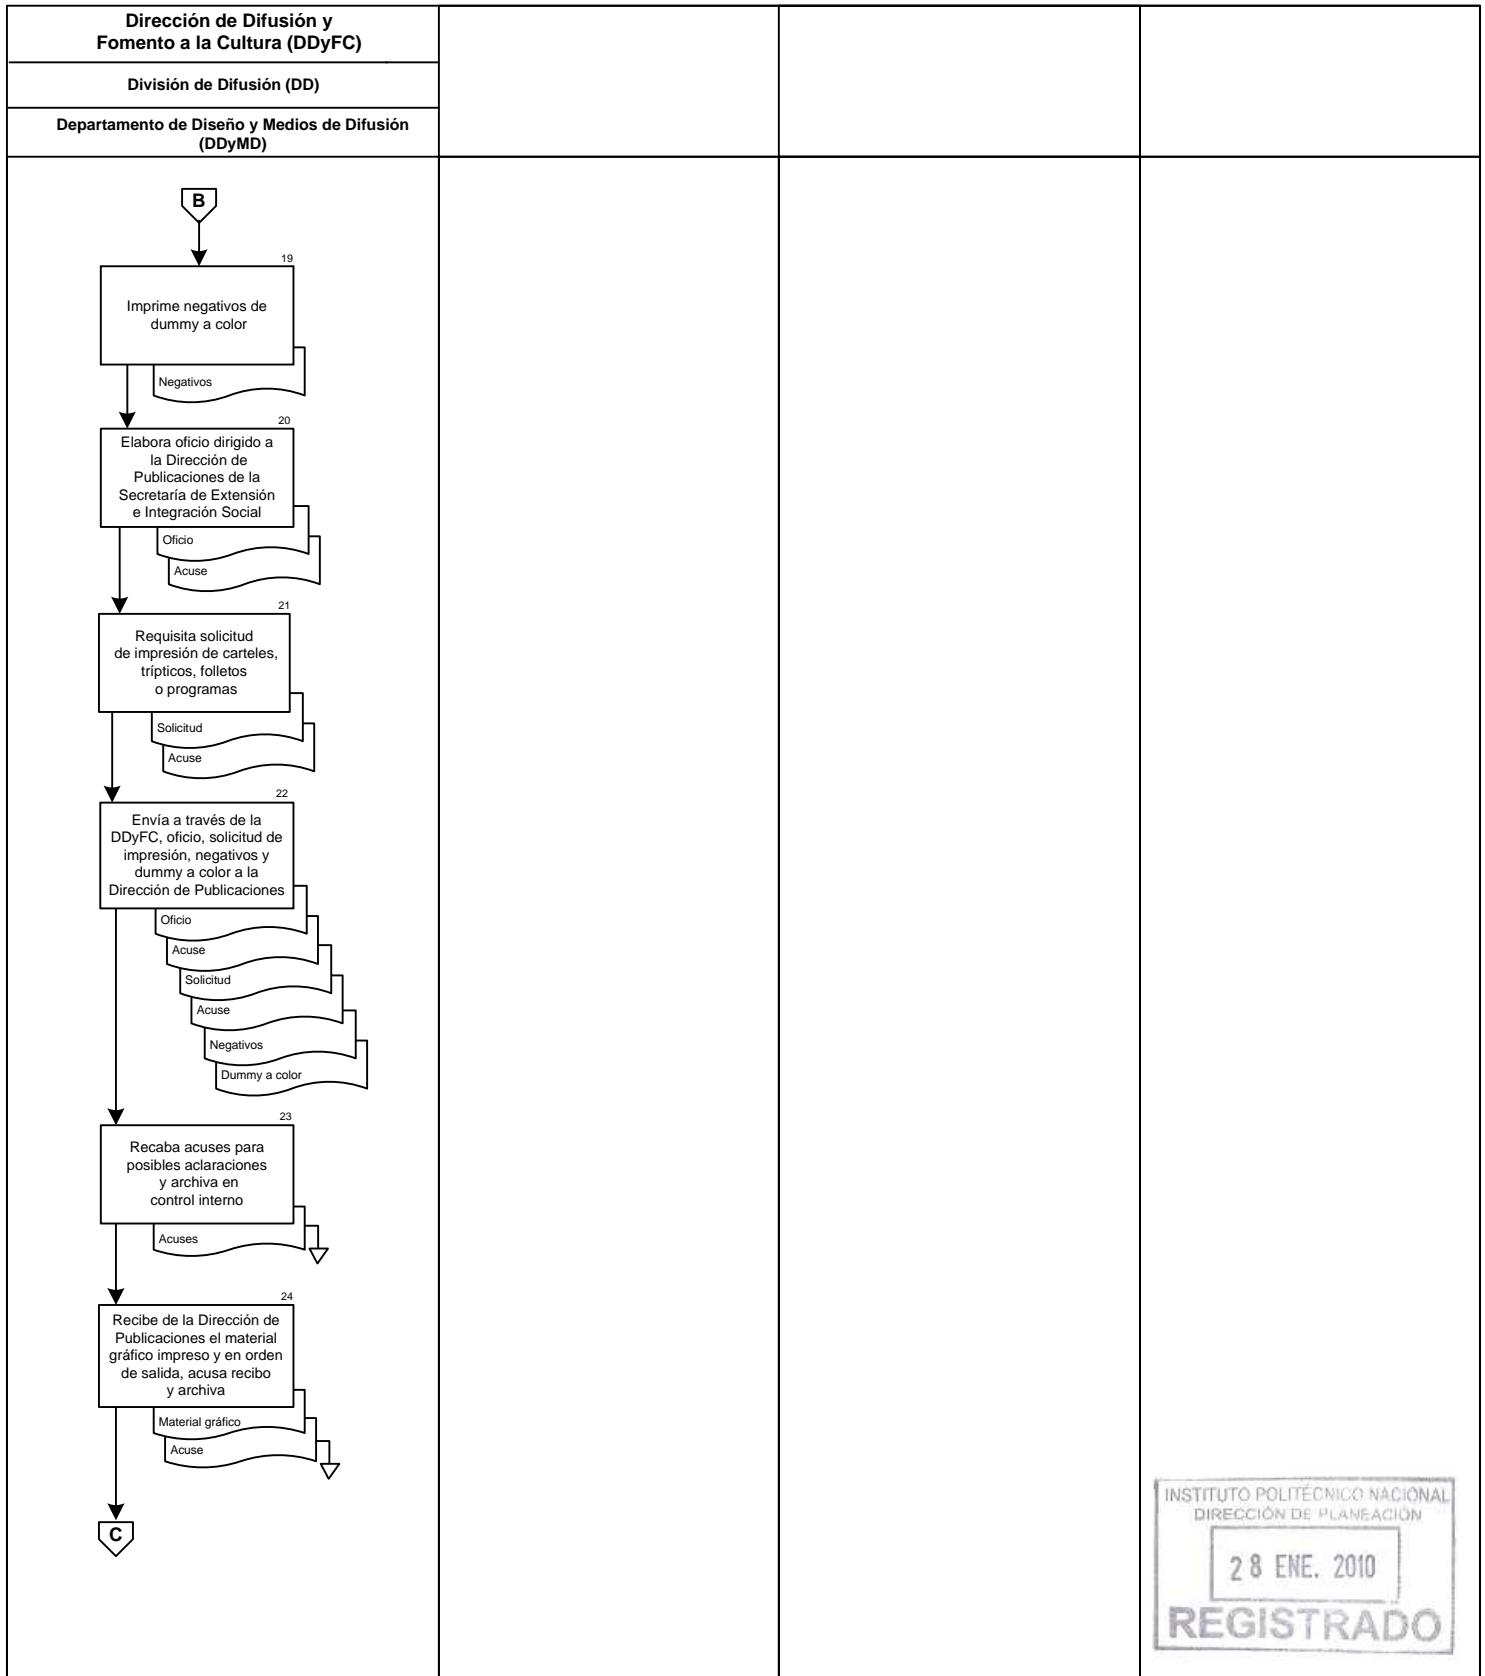 Dirección de Difusión y
Fomento a la Cultura (DDyFC)
División de Difusión (DD)
Departamento de Diseño y Medios de Difusión
(DDyMD)
B
19
Imprime negativos de
dummy a color
Negativos
20
Elabora oficio dirigido a
la Dirección de
Publicaciones de la
Secretaría de Extensión
e Integración Social
Oficio
Acuse
21
Requisita solicitud
de impresión de carteles,
trípticos, folletos
o programas
Solicitud
Acuse
22
Envía a través de la
DDyFC, oficio, solicitud de
impresión, negativos y
dummy a color a la
Dirección de Publicaciones
Oficio
Acuse
Solicitud
Acuse
Negativos
Dummy a color
23
Recaba acuses para
posibles aclaraciones
y archiva en
control interno
Acuses
24
Recibe de la Dirección de
Publicaciones el material
gráfico impreso y en orden
de salida, acusa recibo
y archiva
Material gráfico
Acuse
C
INSTITUTO POLITÉCNICO NACIONAL
DIRECCIÓN DE PLANEACIÓN
28 ENE. 2010
REGISTRADO